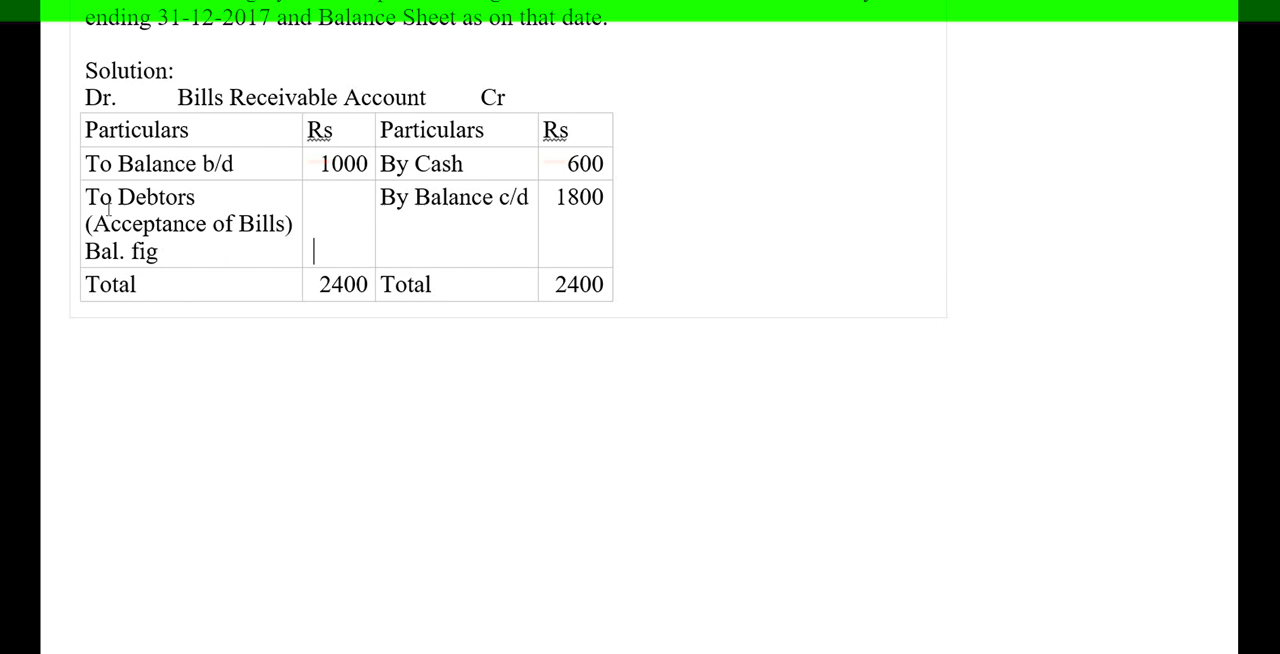 ending 31-12-2017 and Balance Sheet as on that date.
Solution:
Dr. Bills Receivable Account Cr
Particulars Rs Particulars Rs
To Balance b/d 1000 By Cash 600
To Debtors By Balance c/d 1800
(Acceptance of Bills)
Bal. fig
Total 2400 Total 2400